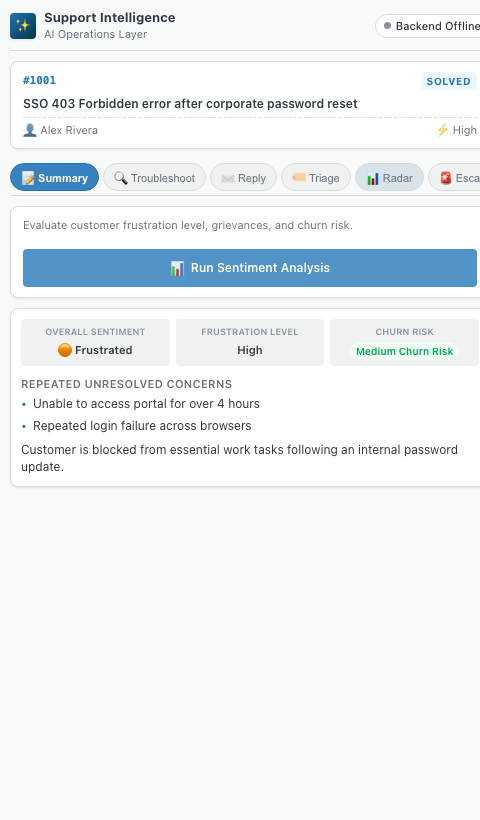 Support Intelligence
AI Operations Layer
Backend Offline
#1001
SOLVED
SSO 403 Forbidden error after corporate password reset
Alex Rivera
High
Summary
Troubleshoot
Reply
Triage
Radar
Esca
Evaluate customer frustration level, grievances, and churn risk.
Run Sentiment Analysis
OVERALL SENTIMENT
Frustrated
FRUSTRATION LEVEL
High
CHURN RISK
Medium Churn Risk
REPEATED UNRESOLVED CONCERNS
• Unable to access portal for over 4 hours
• Repeated login failure across browsers
Customer is blocked from essential work tasks following an internal password
update.